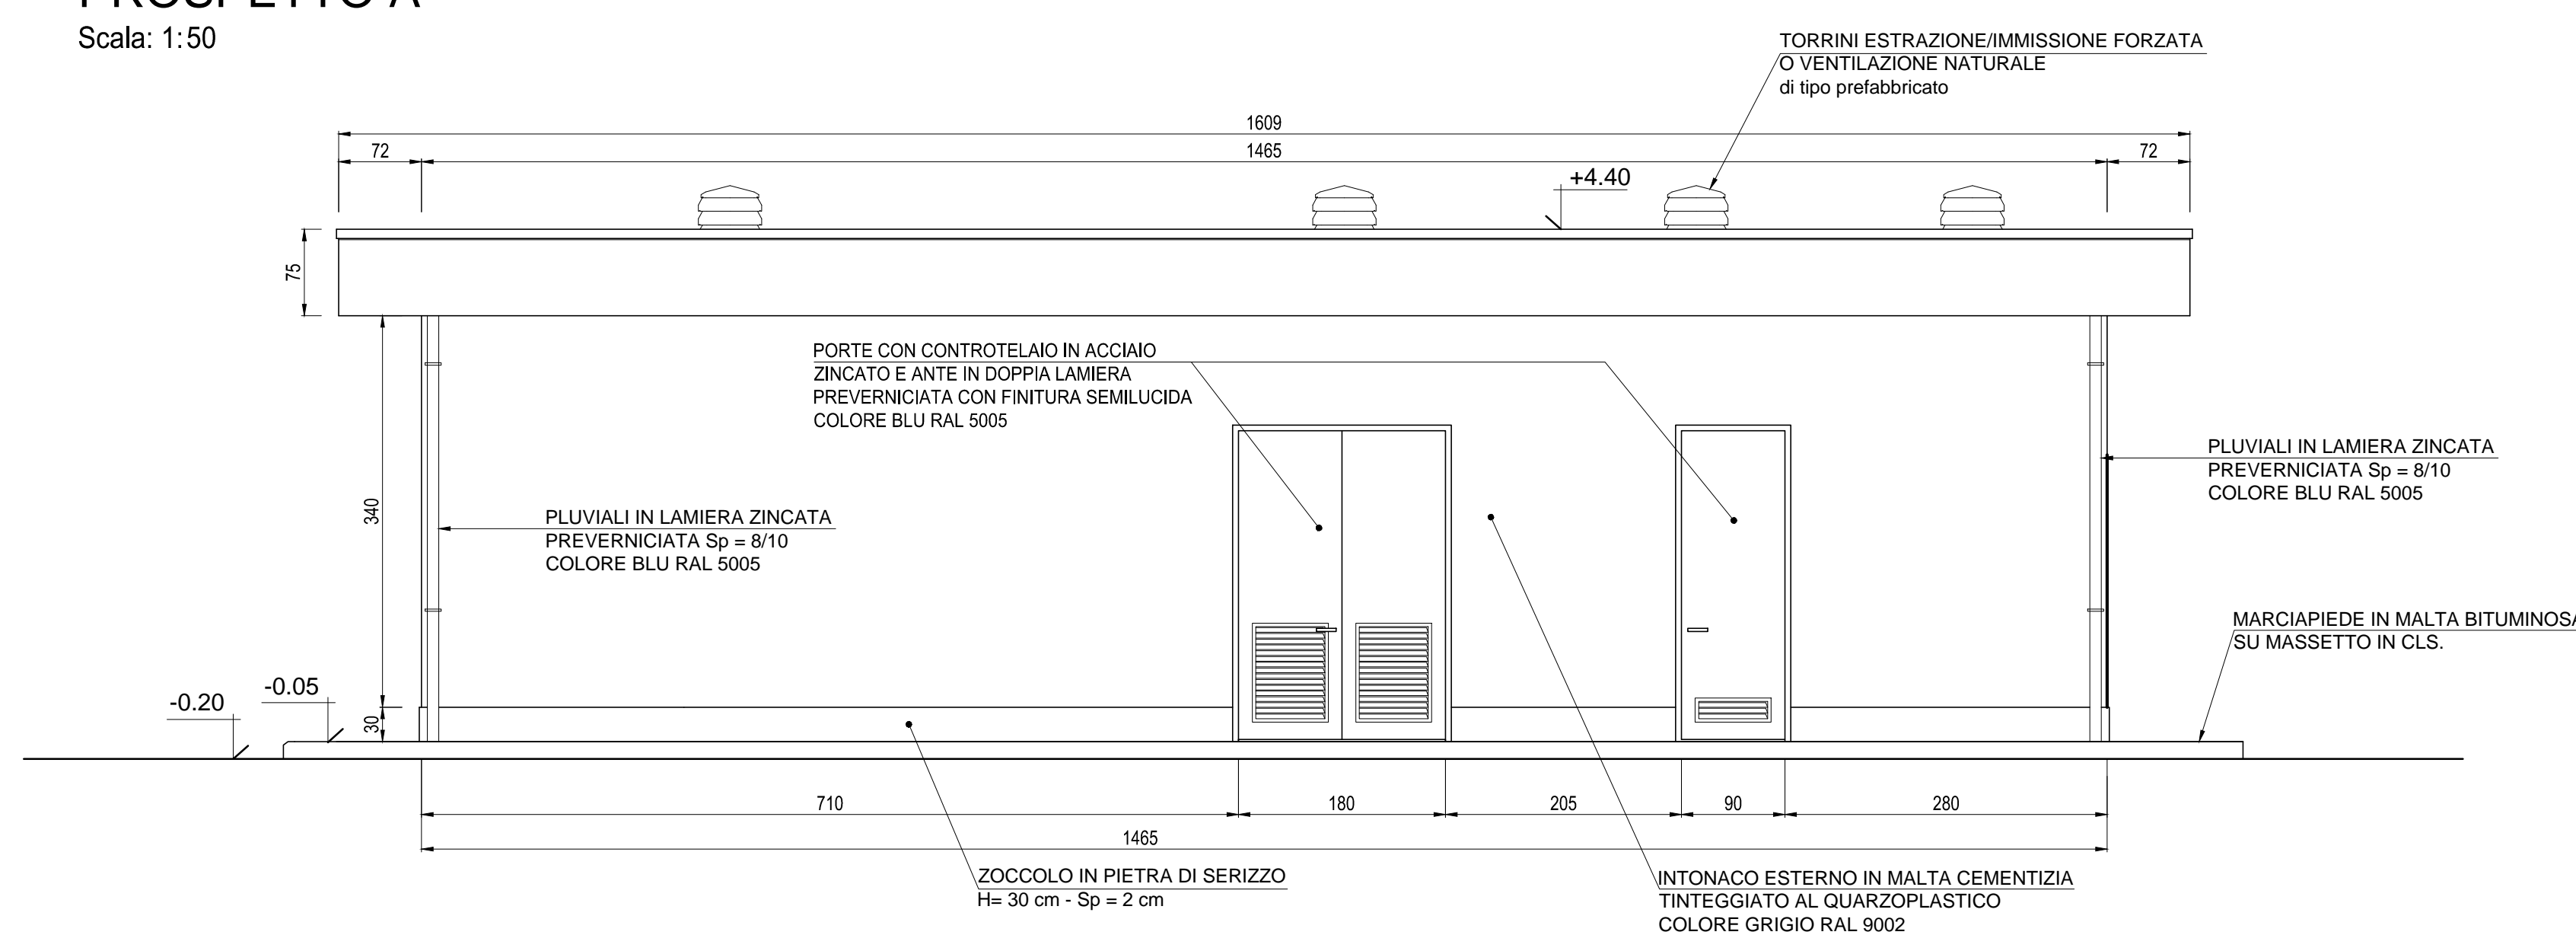 PROSPETTO A
Scala: 1:50
TORRINI ESTRAZIONE/IMMISSIONE FORZATA
O VENTILAZIONE NATURALE
di tipo prefabbricato
1609
72
1465
72
+4.40
75
PORTE CON CONTROTELAIO IN ACCIAIO
ZINCATO E ANTE IN DOPPIA LAMIERA
PREVERNICIATA CON FINITURA SEMILUCIDA
COLORE BLU RAL 5005
PLUVIALI IN LAMIERA ZINCATA
PREVERNICIATA Sp = 8/10
COLORE BLU RAL 5005
340
PLUVIALI IN LAMIERA ZINCATA
PREVERNICIATA Sp = 8/10
COLORE BLU RAL 5005
MARCIAPIEDE IN MALTA BITUMINOSA
SU MASSETTO IN CLS.
-0.20
-0.05
30
710
180
205
90
280
1465
ZOCCOLO IN PIETRA DI SERIZZO
H= 30 cm - Sp = 2 cm
INTONACO ESTERNO IN MALTA CEMENTIZIA
TINTEGGIATO AL QUARZOPLASTICO
COLORE GRIGIO RAL 9002